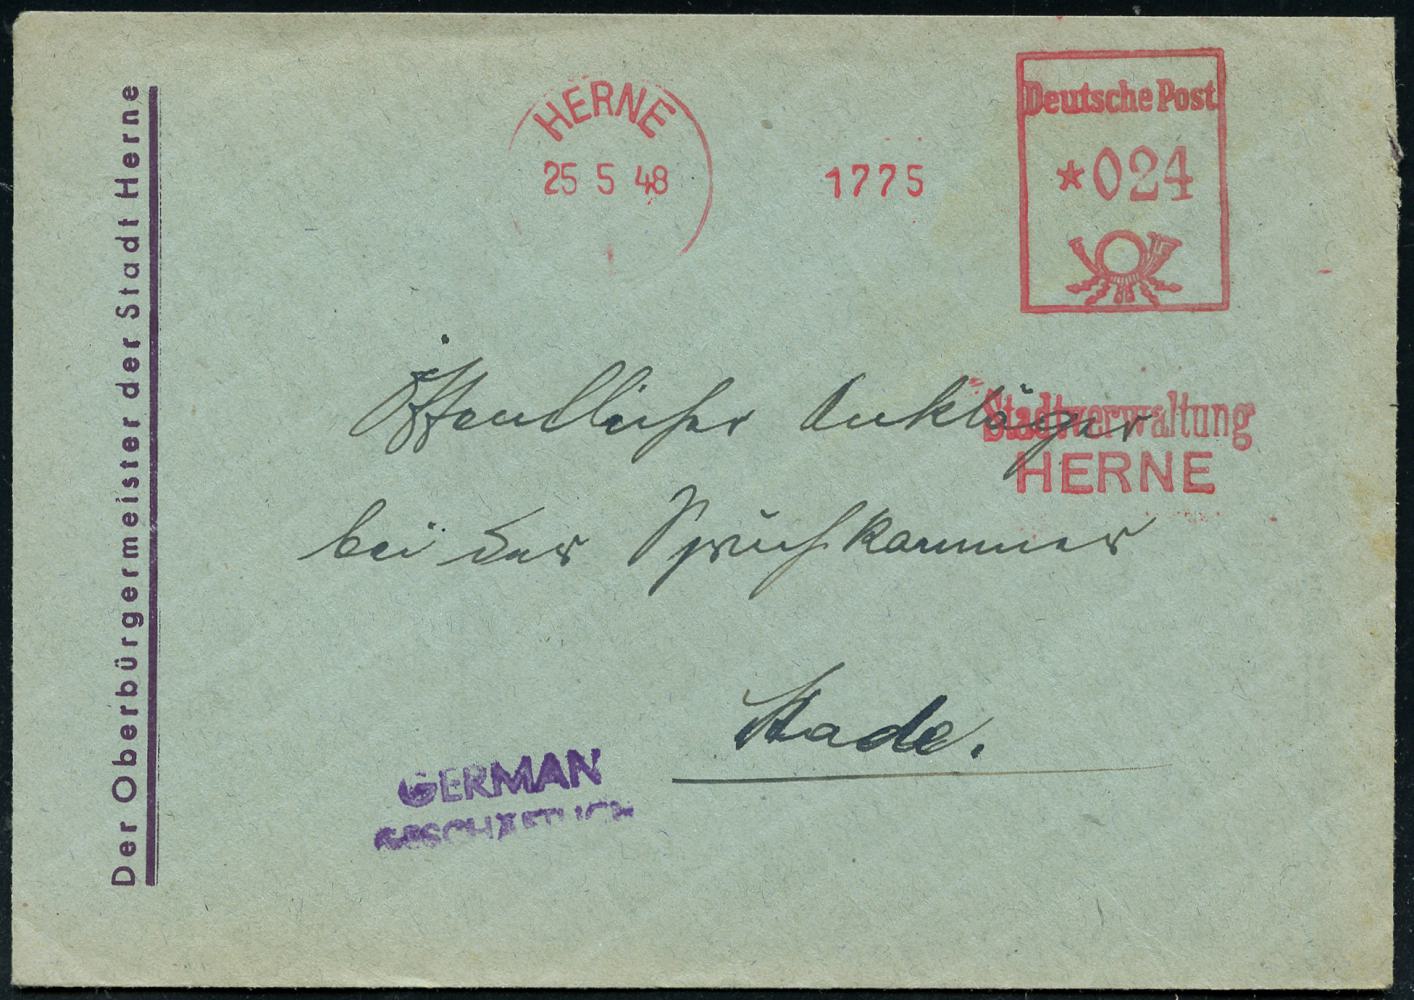 Der Oberbürgermeister der Stadt Herne
HERNE
25 5 48
1775
Deutsche Post
*024
Stadtverwaltung
HERNE
Öffentlicher Ankläger
bei der Spruchkammer
Stade.
GERMAN
GESCHÄFTLICH